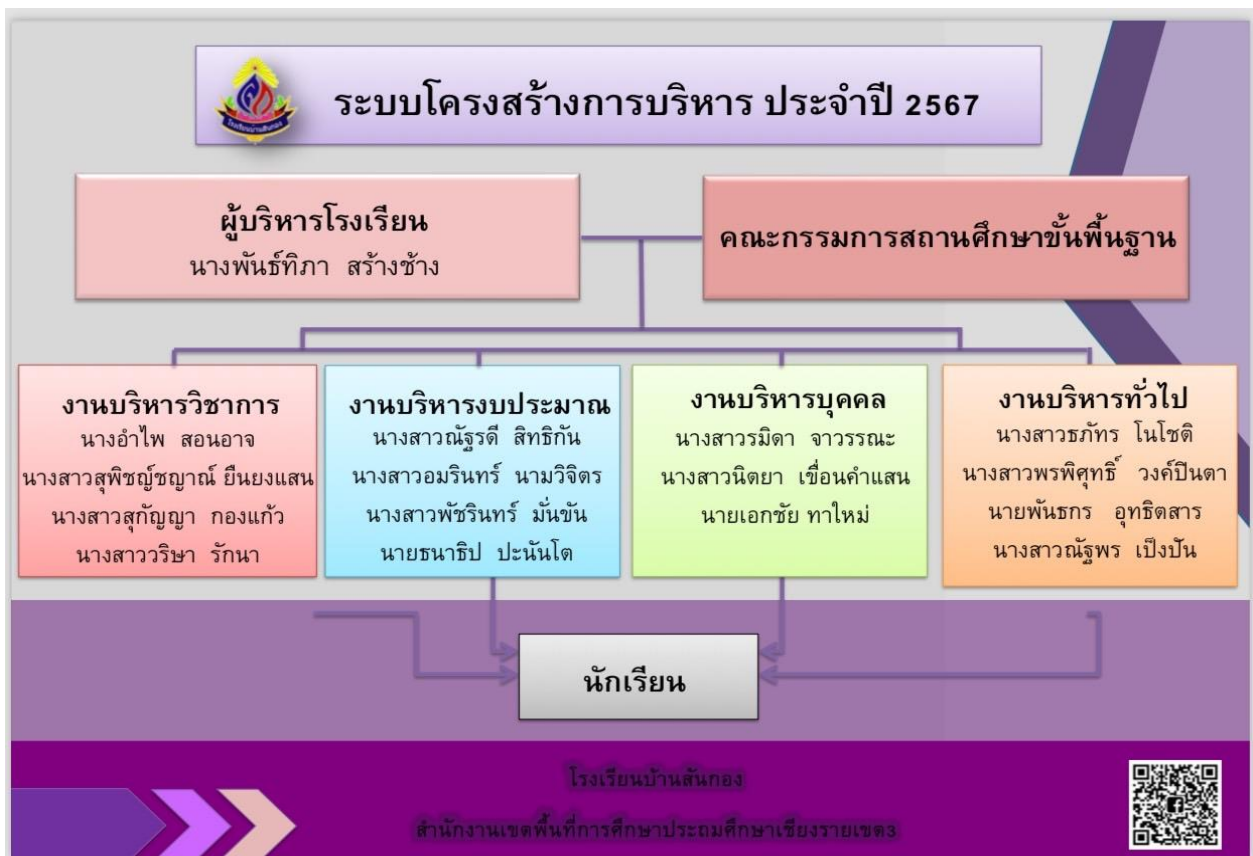 ระบบโครงสร้างการบริหาร ประจำปี 2567
ผู้บริหารโรงเรียน
นางพันธ์ทิภา สร้างช้าง
คณะกรรมการสถานศึกษาขั้นพื้นฐาน
งานบริหารวิชาการ
นางอำไพ สอนอาจ
นางสาวสุพิชญ์ชญาณ์ ยืนยงแสน
นางสาวสุกัญญา กองแก้ว
นางสาววริษา รักนา
งานบริหารงบประมาณ
นางสาวณัฐรดี สิทธิกัน
นางสาวอมรินทร์ นามวิจิตร
นางสาวพัชรินทร์ มั่นขัน
นายธนาธิป ปะนันโต
งานบริหารบุคคล
นางสาวรมิดา จาวรรณะ
นางสาวนิตยา เขื่อนคำแสน
นายเอกชัย ทาใหม่
งานบริหารทั่วไป
นางสาวธภัทร โนโชติ
นางสาวพรพิศุทธิ์ วงค์ปินตา
นายพันธกร อุทธิตสาร
นางสาวณัฐพร เป็งปัน
นักเรียน
โรงเรียนบ้านสันกอง
สำนักงานเขตพื้นที่การศึกษาประถมศึกษาเชียงรายเขต3